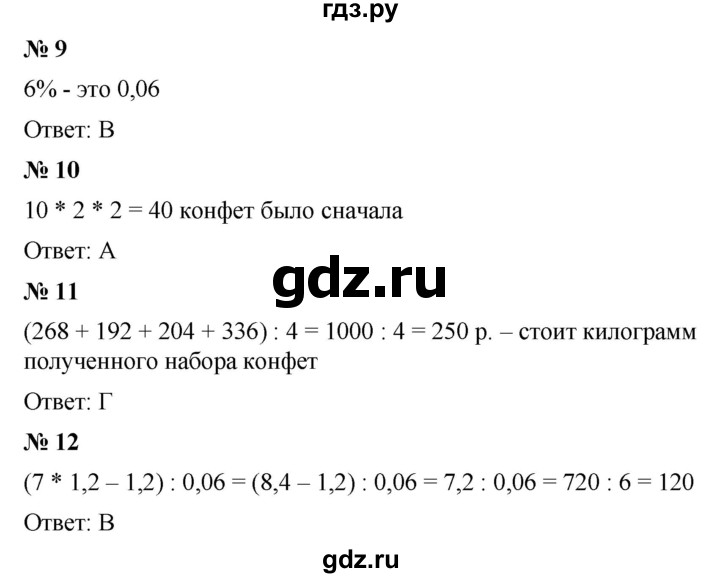 гдз.ру
№ 9
6% - это 0,06
Ответ: В
№ 10
10 * 2 * 2 = 40 конфет было сначала
Ответ: А
gdz.ru
№ 11
(268 + 192 + 204 + 336) : 4 = 1000 : 4 = 250 р. – стоит килограмм
полученного набора конфет
Ответ: Г
№ 12
(7 * 1,2 – 1,2) : 0,06 = (8,4 – 1,2) : 0,06 = 7,2 : 0,06 = 720 : 6 = 120
Ответ: В
gdz.ru